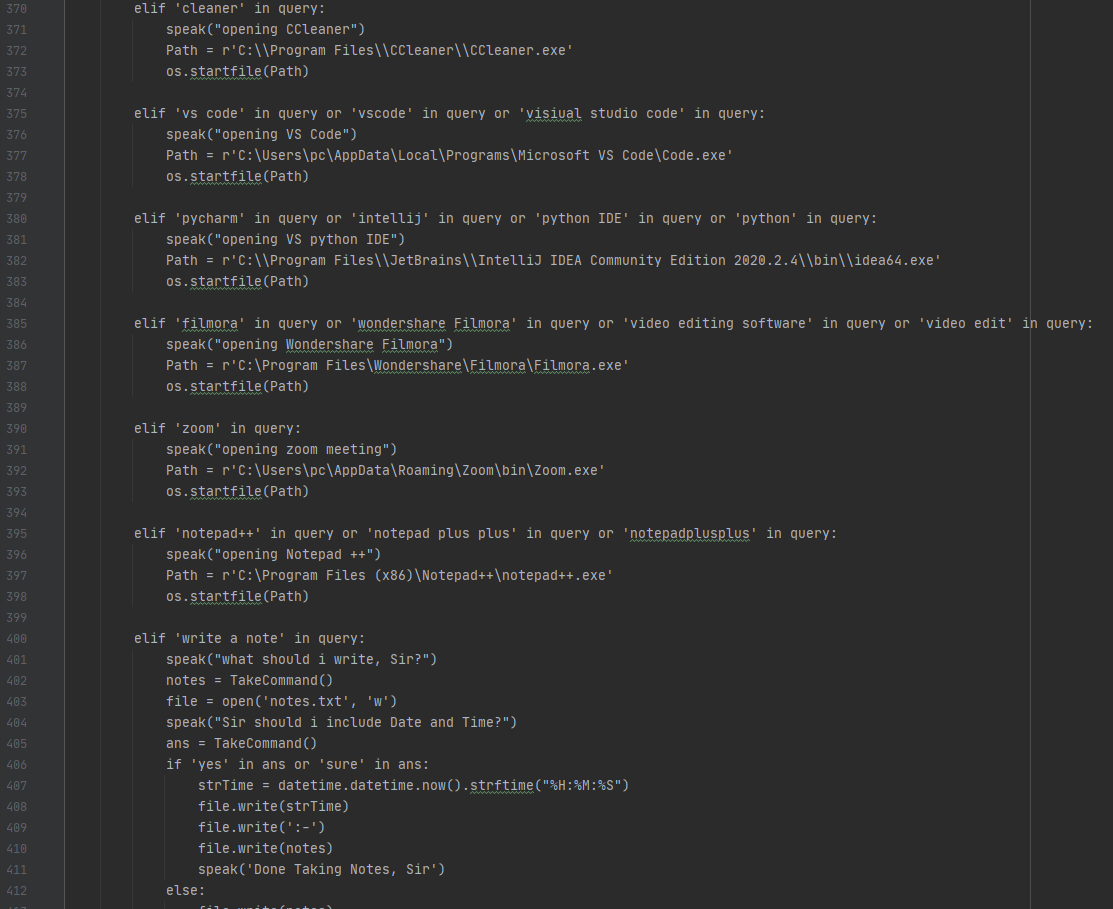 370 elif 'cleaner' in query:
371 speak("opening CCleaner")
372 Path = r'C:\\Program Files\\CCleaner\\CCleaner.exe'
373 os.startfile(Path)
374
375 elif 'vs code' in query or 'vscode' in query or 'visiual studio code' in query:
376 speak("opening VS Code")
377 Path = r'C:\Users\pc\AppData\Local\Programs\Microsoft VS Code\Code.exe'
378 os.startfile(Path)
379
380 elif 'pycharm' in query or 'intellij' in query or 'python IDE' in query or 'python' in query:
381 speak("opening VS python IDE")
382 Path = r'C:\\Program Files\\JetBrains\\IntelliJ IDEA Community Edition 2020.2.4\\bin\\idea64.exe'
383 os.startfile(Path)
384
385 elif 'filmora' in query or 'wondershare Filmora' in query or 'video editing software' in query or 'video edit' in query:
386 speak("opening Wondershare Filmora")
387 Path = r'C:\Program Files\Wondershare\Filmora\Filmora.exe'
388 os.startfile(Path)
389
390 elif 'zoom' in query:
391 speak("opening zoom meeting")
392 Path = r'C:\Users\pc\AppData\Roaming\Zoom\bin\Zoom.exe'
393 os.startfile(Path)
394
395 elif 'notepad++' in query or 'notepad plus plus' in query or 'notepadplusplus' in query:
396 speak("opening Notepad ++")
397 Path = r'C:\Program Files (x86)\Notepad++\notepad++.exe'
398 os.startfile(Path)
399
400 elif 'write a note' in query:
401 speak("what should i write, Sir?")
402 notes = TakeCommand()
403 file = open('notes.txt', 'w')
404 speak("Sir should i include Date and Time?")
405 ans = TakeCommand()
406 if 'yes' in ans or 'sure' in ans:
407 strTime = datetime.datetime.now().strftime("%H:%M:%S")
408 file.write(strTime)
409 file.write(':-')
410 file.write(notes)
411 speak('Done Taking Notes, Sir')
412 else: